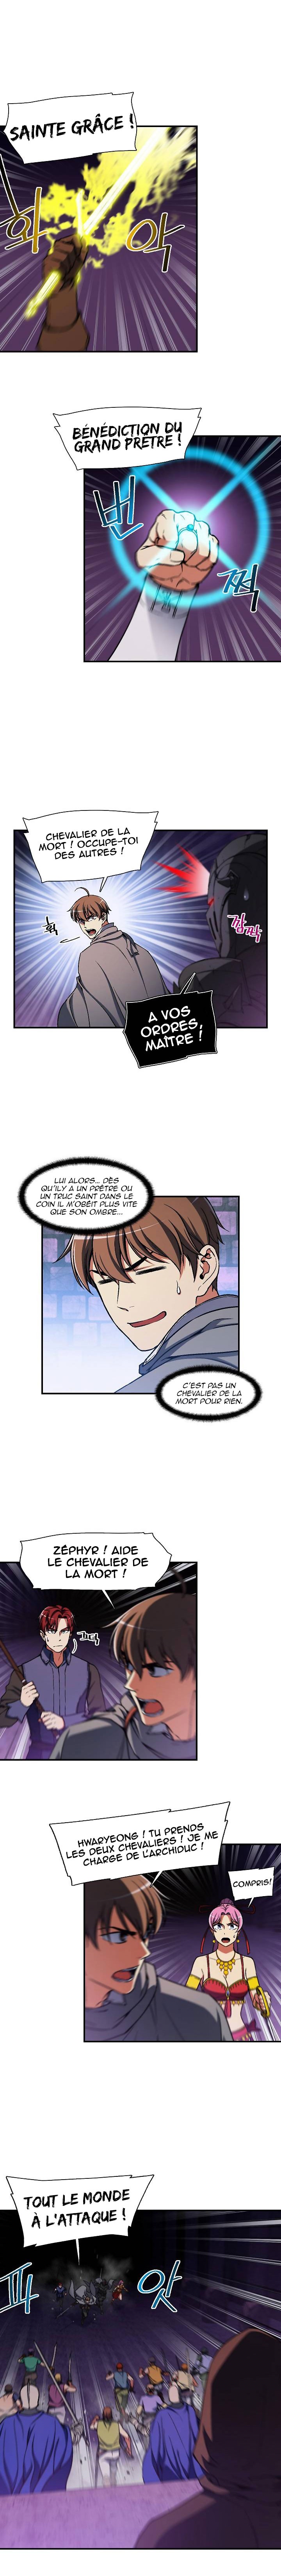 SAINTE GRÂCE !
와
악
BÉNÉDICTION DU
GRAND PRÊTRE !
번
쩍
CHEVALIER DE LA
MORT ! OCCUPE-TOI
DES AUTRES !
휙
À VOS
ORDRES,
MAÎTRE !
LUI ALORS... DÈS
QU'ILY A UN PRÊTRE OU
UN TRUC SAINT DANS LE
COIN IL M'OBÉIT PLUS VITE
QUE SON OMBRE...
C'EST PAS UN
CHEVALIER DE LA
MORT POUR RIEN.
ZÉPHYR ! AIDE
LE CHEVALIER DE
LA MORT !
HWARYEONG ! TU PRENDS
LES DEUX CHEVALIERS ! JE ME
CHARGE DE L'ARCHIDUC !
COMPRIS!
TOUT LE MONDE
À L'ATTAQUE !
파
앗